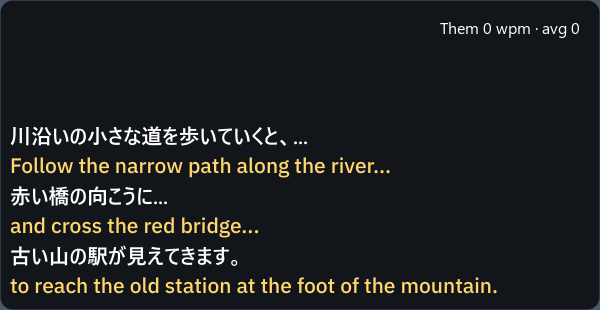 Them 0 wpm · avg 0
川沿いの小さな道を歩いていくと、...
Follow the narrow path along the river...
赤い橋の向こうに...
and cross the red bridge...
古い山の駅が見えてきます。
to reach the old station at the foot of the mountain.